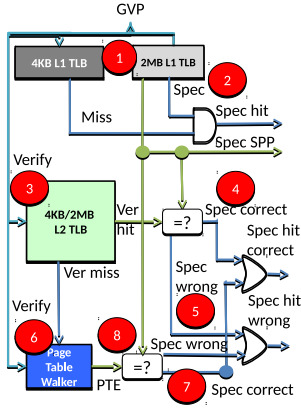 GVP
4KB L1 TLB
1
2MB L1 TLB
2
Spec
Miss
Spec hit
Spec SPP
Verify
3
4
4KB/2MB
L2 TLB
Ver
hit
=?
Spec correct
Spec hit
correct
Ver miss
Spec
wrong
Spec hit
wrong
Verify
5
6
8
Spec wrong
Page
Table
Walker
PTE
=?
7
Spec correct